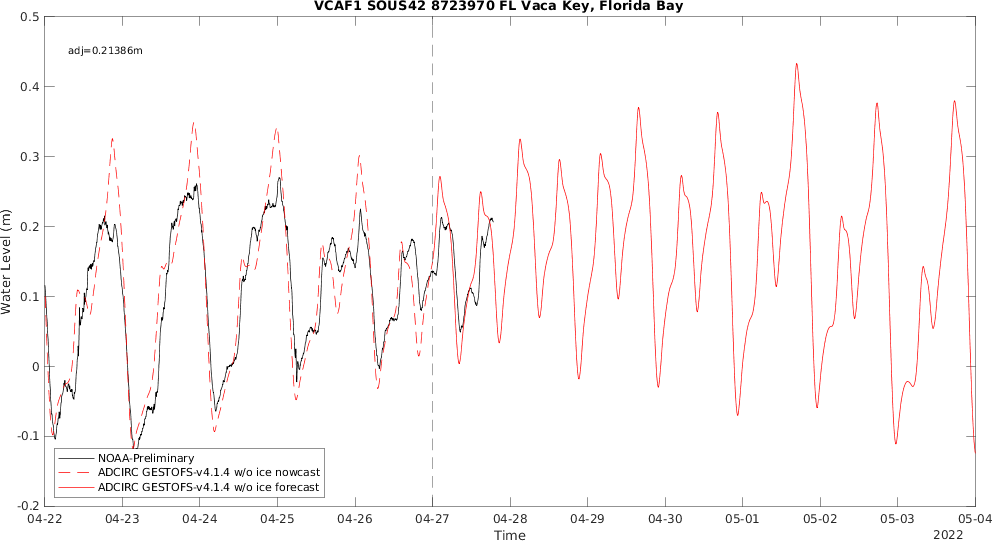 VCAF1 SOUS42 8723970 FL Vaca Key, Florida Bay
adj=0.21386m
0.5
0.4
0.3
0.2
0.1
0
-0.1
-0.2
Water Level (m)
NOAA-Preliminary
ADCIRC GESTOFS-v4.1.4 w/o ice nowcast
ADCIRC GESTOFS-v4.1.4 w/o ice forecast
04-22 04-23 04-24 04-25 04-26 04-27 04-28 04-29 04-30 05-01 05-02 05-03 05-04
Time
2022